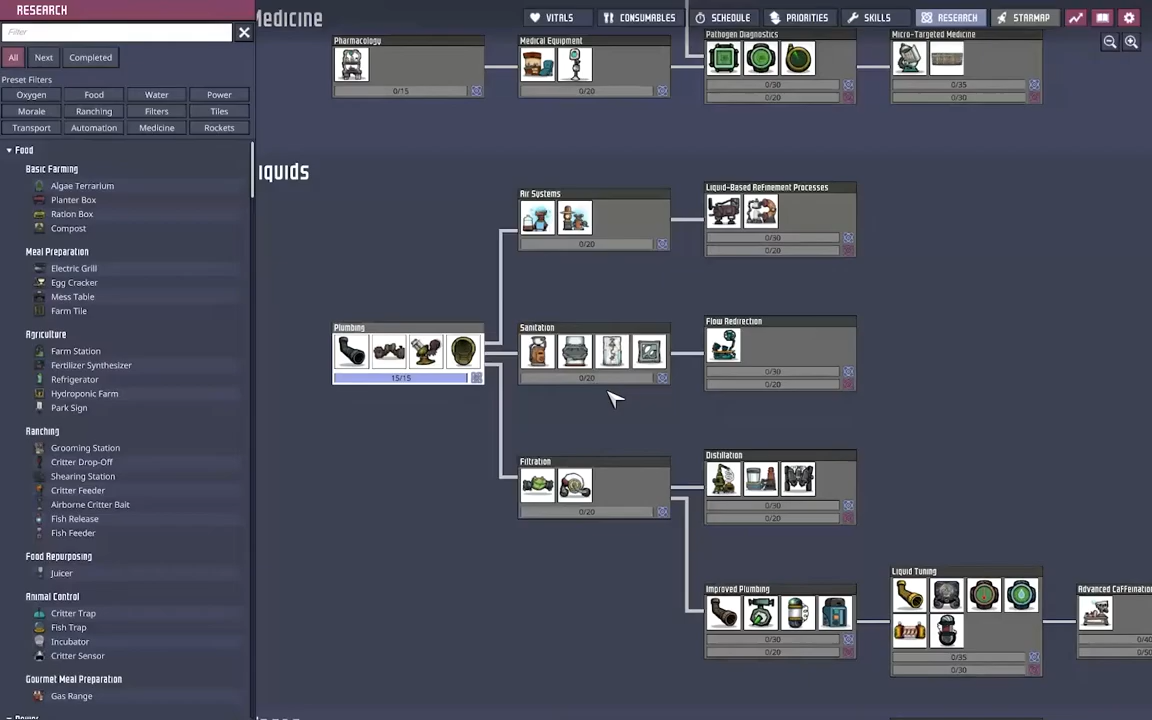 RESEARCH
Filter
All
Next
Completed
Preset Filters
Oxygen
Food
Water
Power
Morale
Ranching
Filters
Tiles
Transport
Automation
Medicine
Rockets
Food
Basic Farming
Algae Terrarium
Planter Box
Ration Box
Compost
Meal Preparation
Electric Grill
Egg Cracker
Mess Table
Farm Tile
Agriculture
Farm Station
Fertilizer Synthesizer
Refrigerator
Hydroponic Farm
Park Sign
Ranching
Grooming Station
Critter Drop-Off
Shearing Station
Critter Feeder
Airborne Critter Bait
Fish Release
Fish Feeder
Food Repurposing
Juicer
Animal Control
Critter Trap
Fish Trap
Incubator
Critter Sensor
Gourmet Meal Preparation
Gas Range
VITALS
CONSUMABLES
SCHEDULE
PRIORITIES
SKILLS
RESEARCH
STARMAP
Medicine
Pharmacology
0/15
Medical Equipment
0/20
Pathogen Diagnostics
0/30
0/20
Micro-Targeted Medicine
0/35
0/30
iquids
Air Systems
0/20
Liquid-Based Refinement Processes
0/30
0/20
Plumbing
15/15
Sanitation
0/20
Flow Redirection
0/30
0/20
Filtration
0/20
Distillation
0/30
0/20
Improved Plumbing
0/30
0/20
Liquid Tuning
0/35
0/30
Advanced Caffeination
0/40
0/50